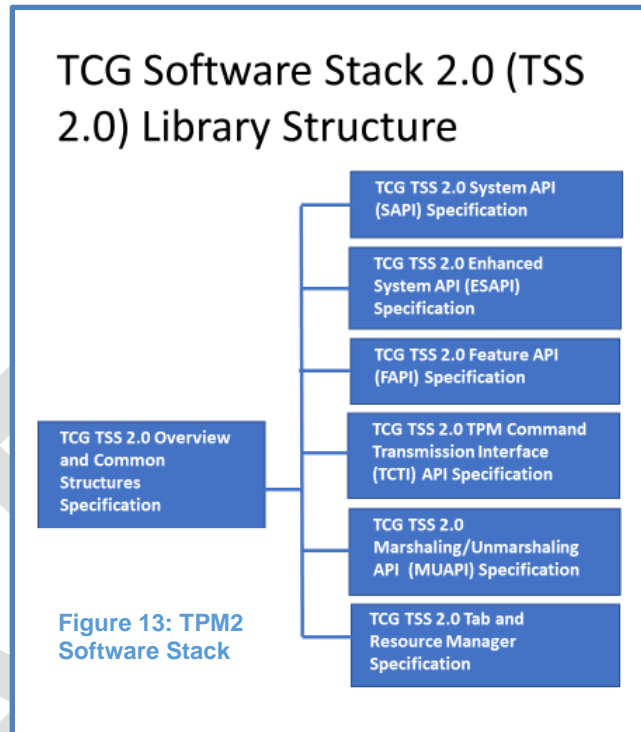 TCG Software Stack 2.0 (TSS
2.0) Library Structure
TCG TSS 2.0 System API
(SAPI) Specification
TCG TSS 2.0 Enhanced
System API (ESAPI)
Specification
TCG TSS 2.0 Feature API
(FAPI) Specification
TCG TSS 2.0 Overview
and Common
Structures
Specification
TCG TSS 2.0 TPM Command
Transmission Interface
(TCTI) API Specification
TCG TSS 2.0
Marshaling/Unmarshaling
API (MUAPI) Specification
TCG TSS 2.0 Tab and
Resource Manager
Specification
Figure 13: TPM2
Software Stack